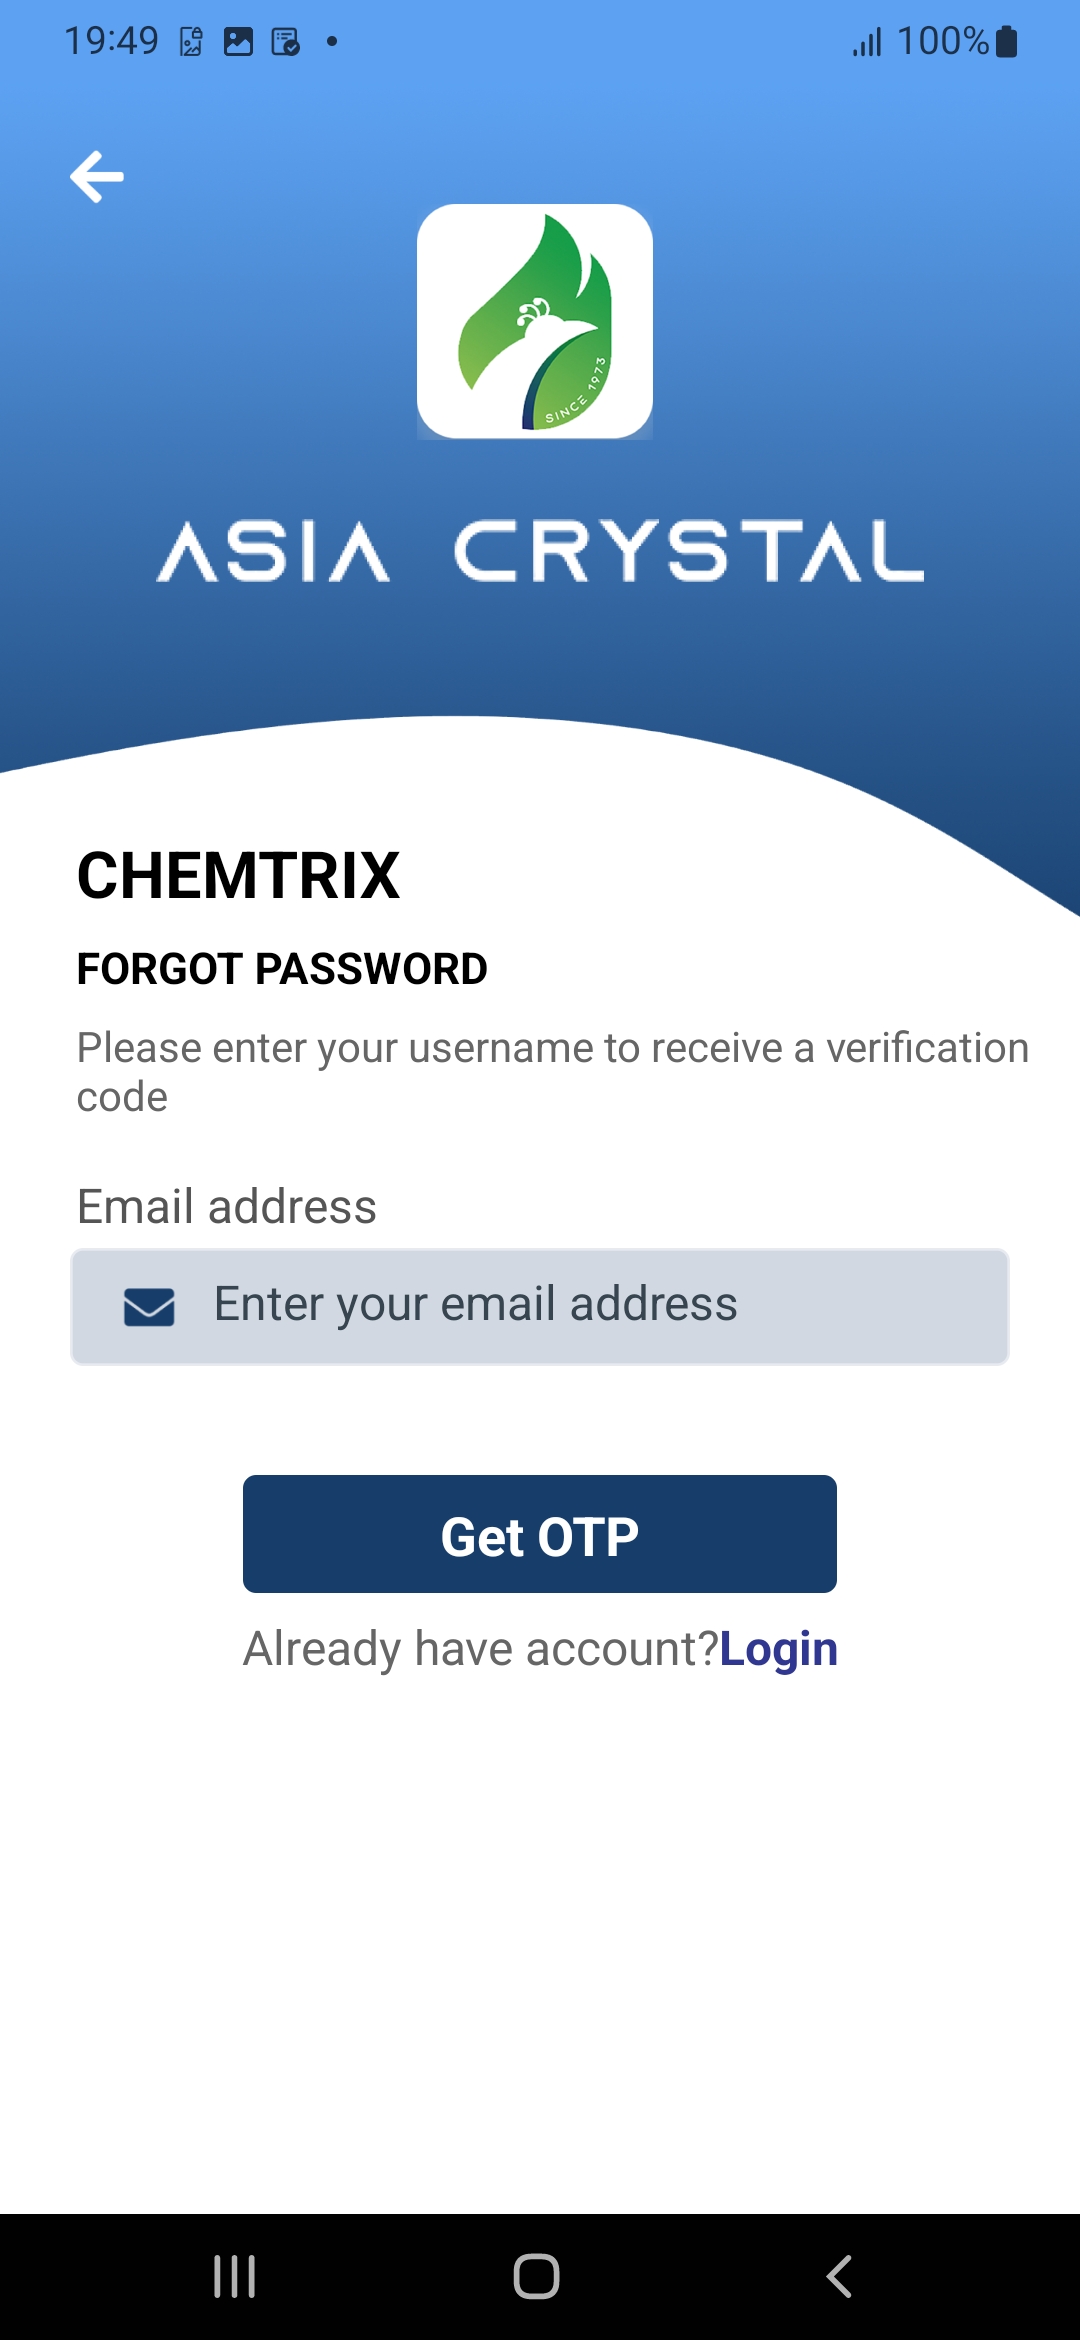 19:49 100%
SINCE 1973
ASIA CRYSTAL
CHEMTRIX
FORGOT PASSWORD
Please enter your username to receive a verification
code
Email address
Enter your email address
Get OTP
Already have account?Login